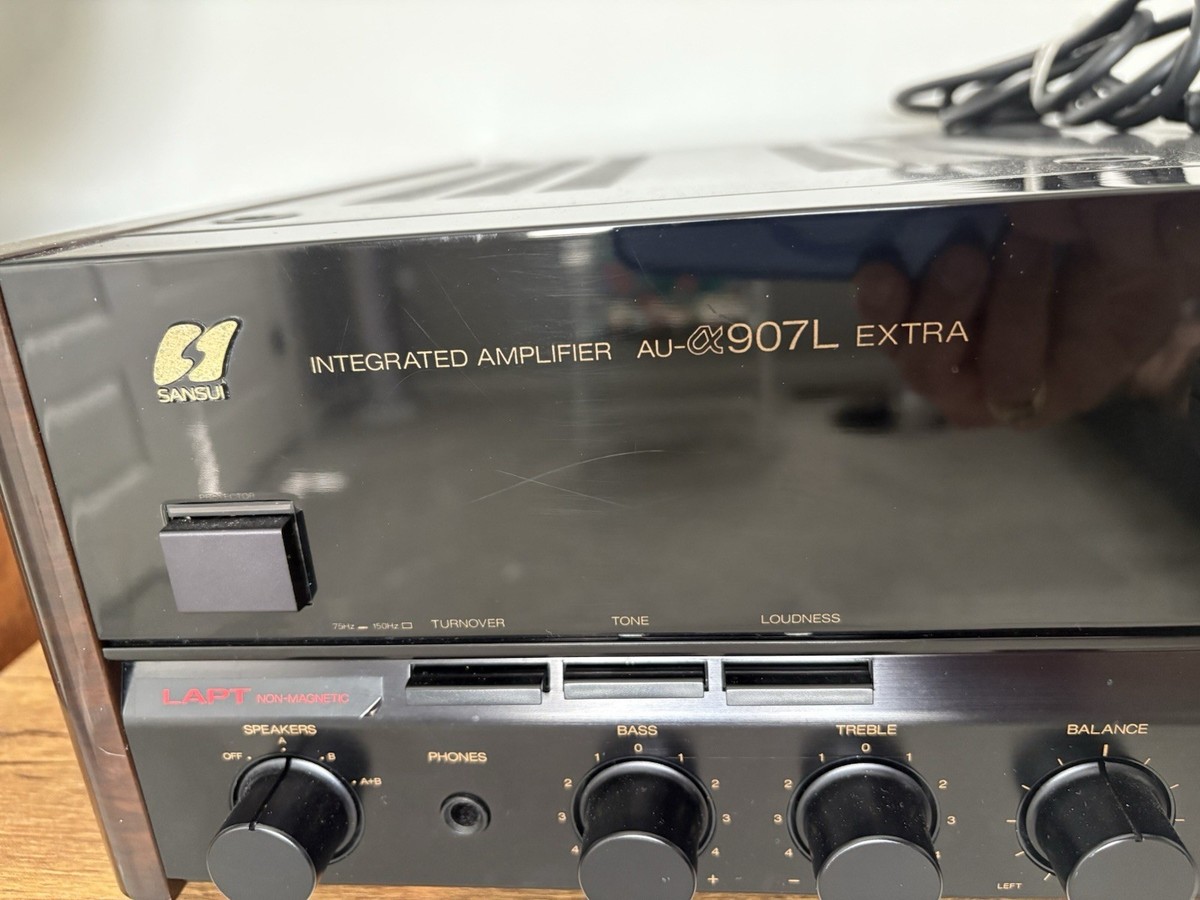 SANSUI
INTEGRATED AMPLIFIER AU-α907L EXTRA
PROTECTOR
75Hz 150Hz TURNOVER TONE LOUDNESS
LAPT NON-MAGNETIC
SPEAKERS
OFF A B A+B
PHONES
BASS
0
1 1
2 2
3 3
4 4
+
TREBLE
0
1 1
2 2
3 3
4 4
−
BALANCE
LEFT